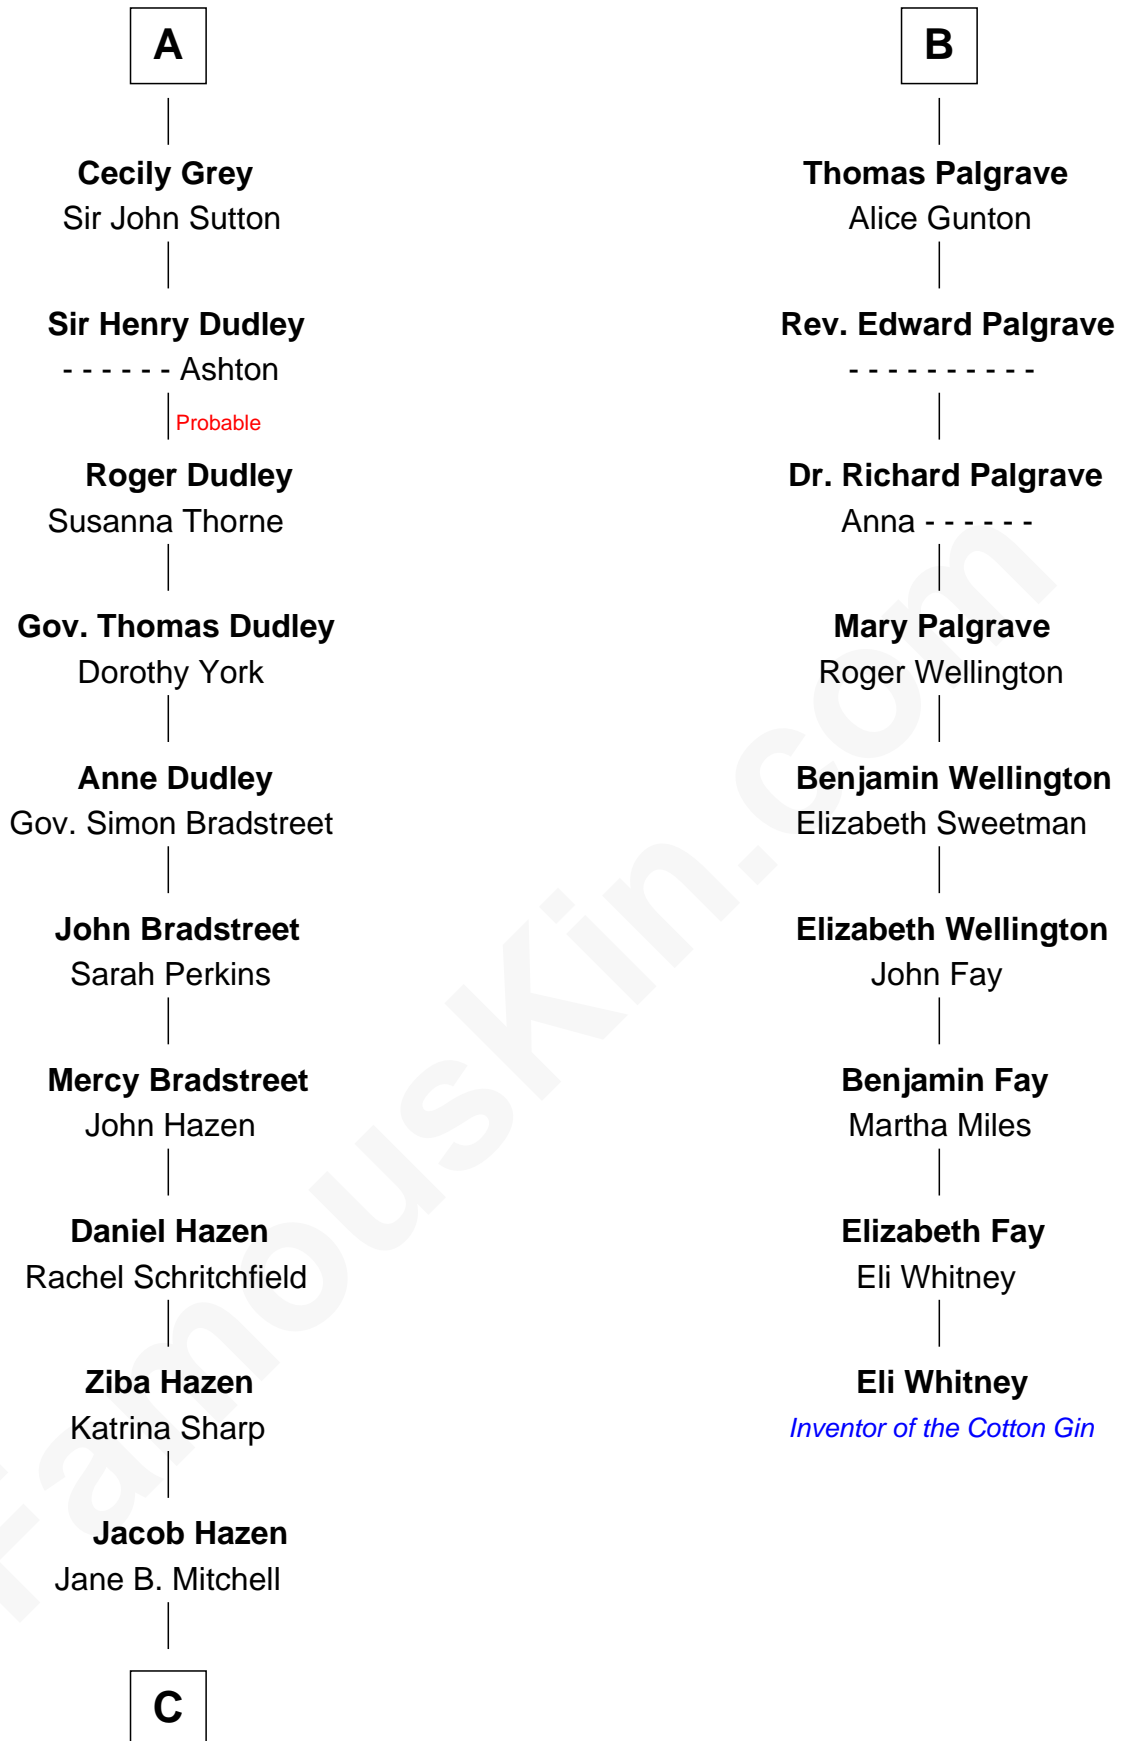 A
Cecily Grey
Sir John Sutton
Sir Henry Dudley
- - - - - - Ashton
Probable
Roger Dudley
Susanna Thorne
Gov. Thomas Dudley
Dorothy York
Anne Dudley
Gov. Simon Bradstreet
John Bradstreet
Sarah Perkins
Mercy Bradstreet
John Hazen
Daniel Hazen
Rachel Schritchfield
Ziba Hazen
Katrina Sharp
Jacob Hazen
Jane B. Mitchell
C
B
Thomas Palgrave
Alice Gunton
Rev. Edward Palgrave
- - - - - - - - - -
Dr. Richard Palgrave
Anna - - - - - -
Mary Palgrave
Roger Wellington
Benjamin Wellington
Elizabeth Sweetman
Elizabeth Wellington
John Fay
Benjamin Fay
Martha Miles
Elizabeth Fay
Eli Whitney
Eli Whitney
Inventor of the Cotton Gin
FamousKin.com